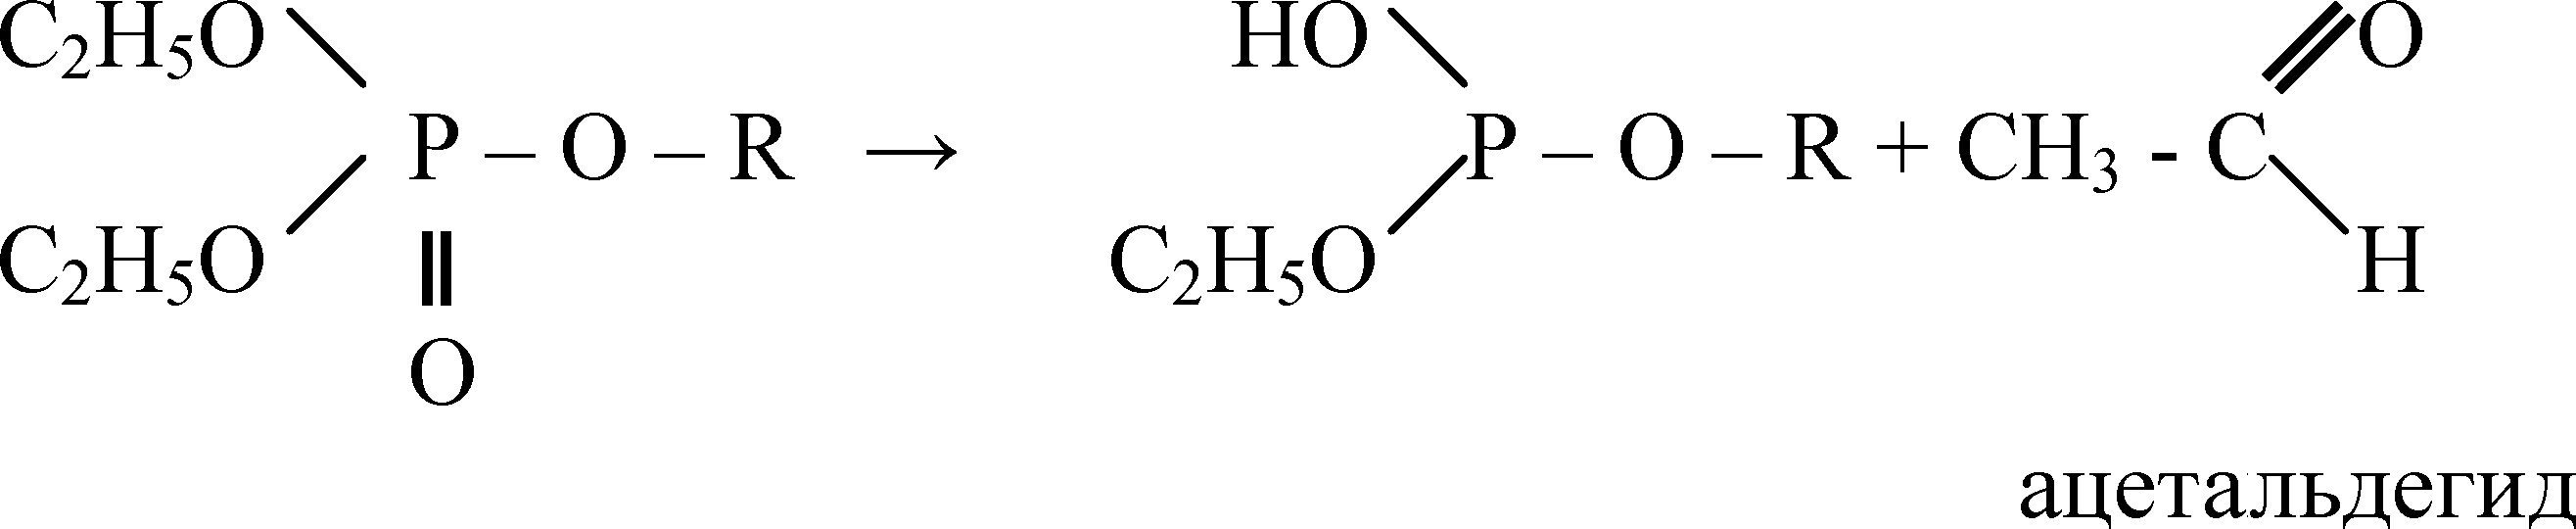 C₂H₅O HO O
P – O – R → P – O – R + CH₃ - C
C₂H₅O C₂H₅O H
O
ацетальдегид